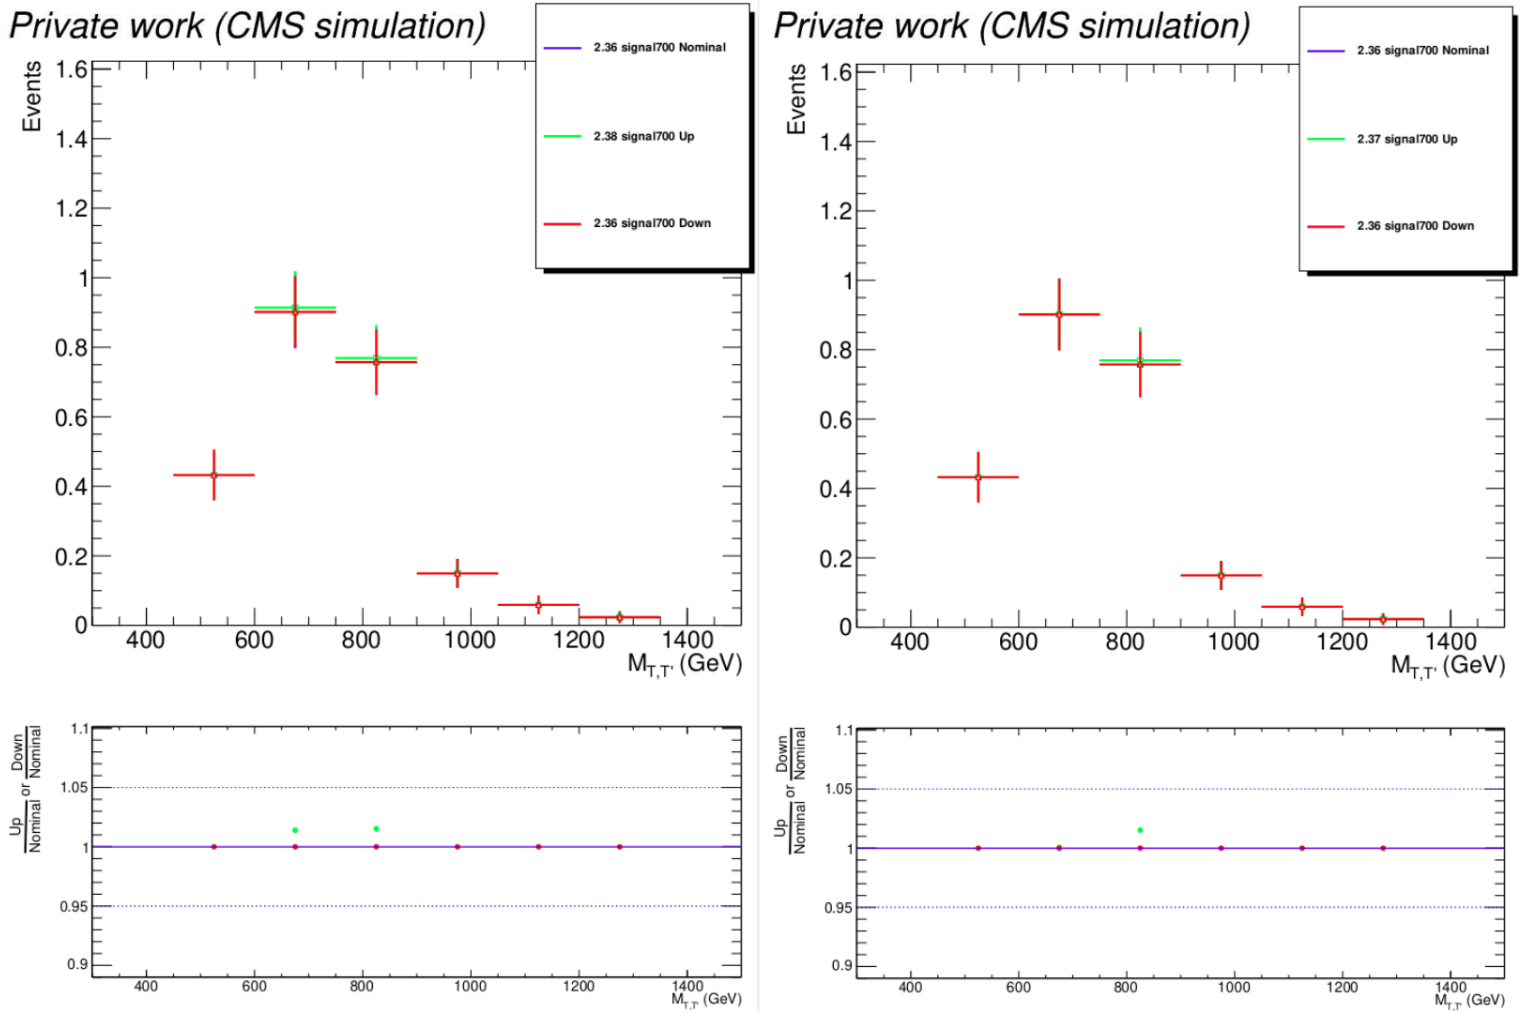 Private work (CMS simulation)
2.36 signal700 Nominal
2.38 signal700 Up
2.36 signal700 Down
Events
1.6
1.4
1.2
1
0.8
0.6
0.4
0.2
0
400 600 800 1000 1200 1400
M_T,T' (GeV)
Up/Nominal or Down/Nominal
1.1
1.05
1
0.95
0.9
400 600 800 1000 1200 1400
M_T,T' (GeV)
Private work (CMS simulation)
2.36 signal700 Nominal
2.37 signal700 Up
2.36 signal700 Down
Events
1.6
1.4
1.2
1
0.8
0.6
0.4
0.2
0
400 600 800 1000 1200 1400
M_T,T' (GeV)
Up/Nominal or Down/Nominal
1.1
1.05
1
0.95
0.9
400 600 800 1000 1200 1400
M_T,T' (GeV)